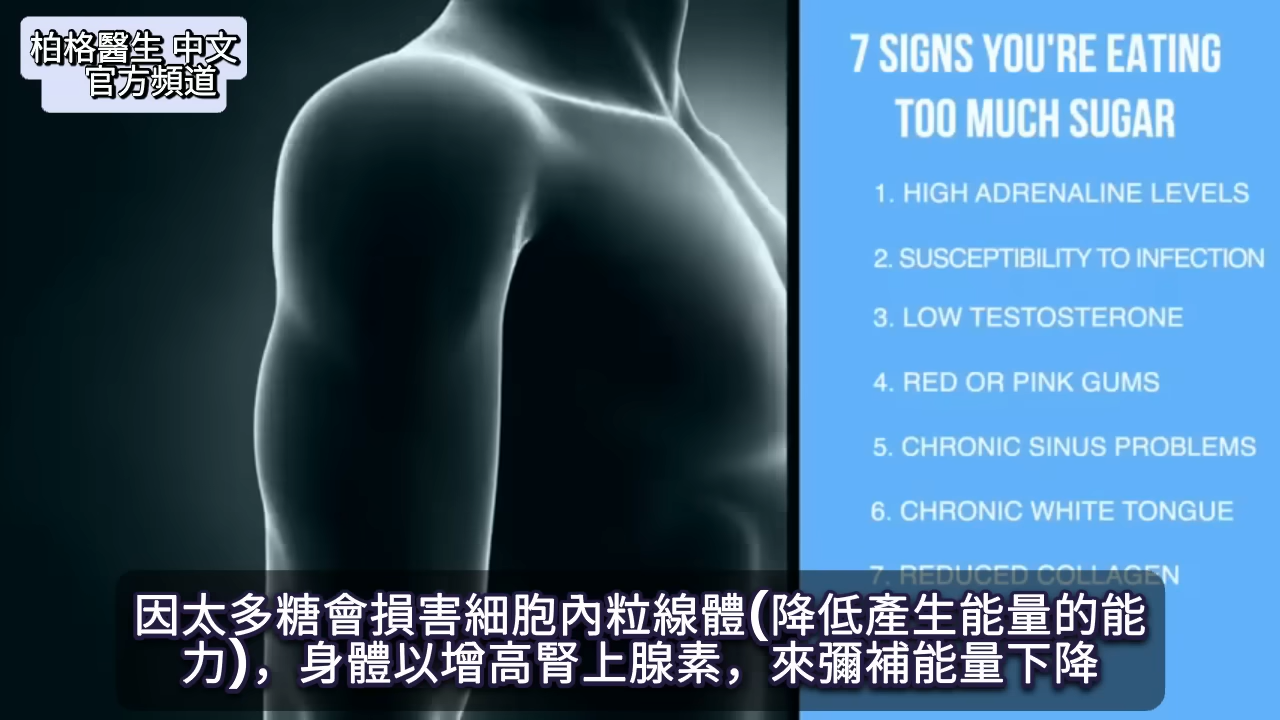 柏格醫生 中文
官方頻道
7 SIGNS YOU'RE EATING
TOO MUCH SUGAR
1. HIGH ADRENALINE LEVELS
2. SUSCEPTIBILITY TO INFECTION
3. LOW TESTOSTERONE
4. RED OR PINK GUMS
5. CHRONIC SINUS PROBLEMS
6. CHRONIC WHITE TONGUE
7. REDUCED COLLAGEN
因太多糖會損害細胞內粒線體(降低產生能量的能
力)，身體以增高腎上腺素，來彌補能量下降